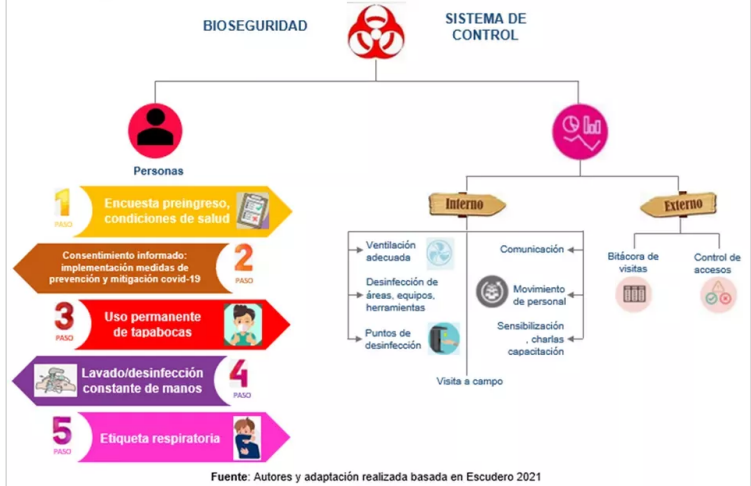 BIOSEGURIDAD
SISTEMA DE
CONTROL
Personas
1
PASO
Encuesta preingreso,
condiciones de salud
Consentimiento informado:
implementación medidas de
prevención y mitigación covid-19
2
PASO
3
PASO
Uso permanente
de tapabocas
Lavado/desinfección
constante de manos
4
PASO
5
PASO
Etiqueta respiratoria
Interno
Ventilación
adecuada
Desinfección de
áreas, equipos,
herramientas
Puntos de
desinfección
Comunicación
Movimiento
de personal
Sensibilización
, charlas
capacitación
Visita a campo
Externo
Bitácora de
visitas
Control de
accesos
Fuente: Autores y adaptación realizada basada en Escudero 2021